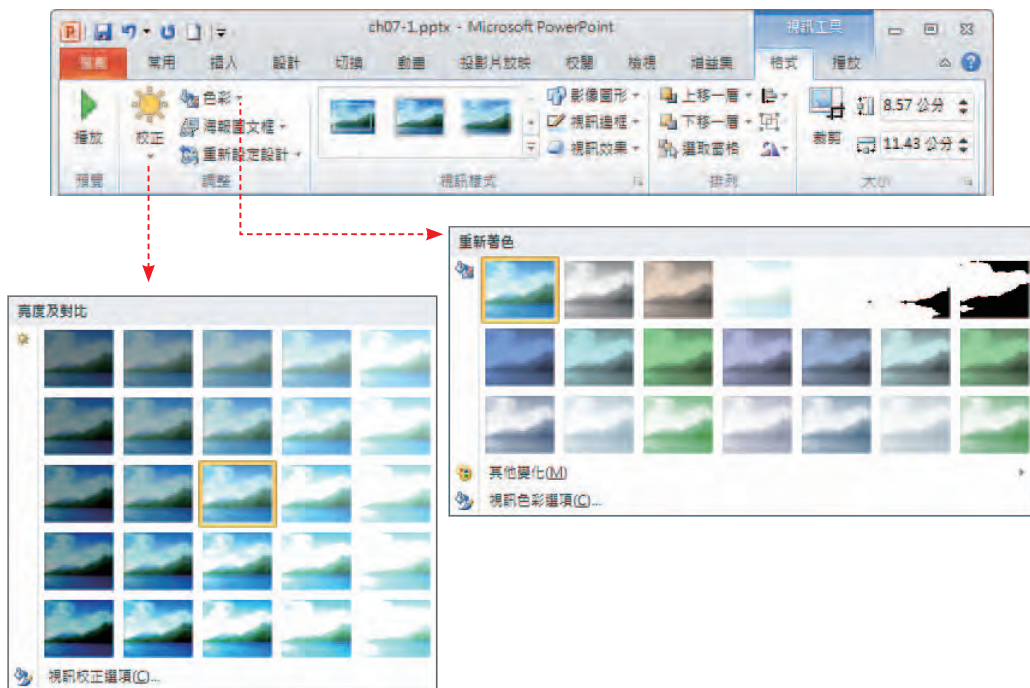 ch07-1.pptx - Microsoft PowerPoint
視訊工具
檔案 常用 插入 設計 切換 動畫 投影片放映 校閱 檢視 增益集 格式 播放
播放
校正
色彩
海報圖文框
重新設定設計
影像圖形
視訊邊框
視訊效果
上移一層
下移一層
選取窗格
裁剪
8.57 公分
11.43 公分
預覽 調整 視訊樣式 排列 大小
重新著色
其他變化(M)
視訊色彩選項(C)...
亮度及對比
視訊校正選項(C)...